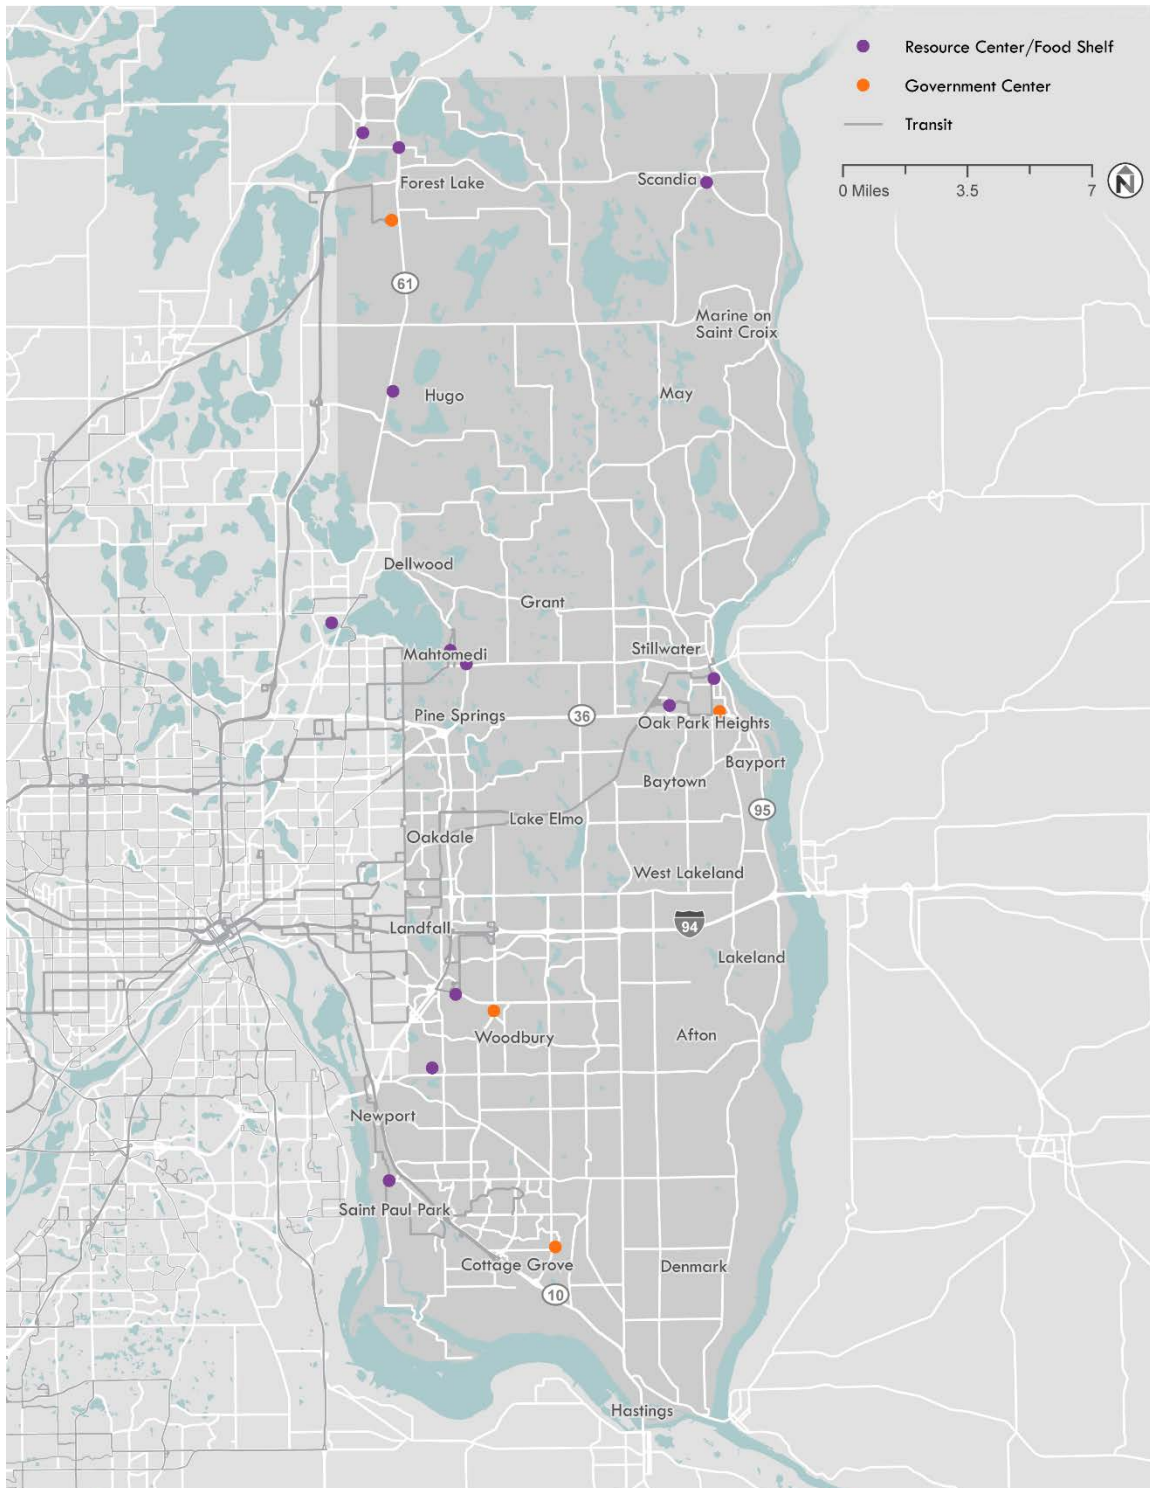 Resource Center/Food Shelf
Government Center
Transit
0 Miles 3.5 7
N
Forest Lake
Scandia
61
Marine on
Saint Croix
Hugo
May
Dellwood
Grant
Stillwater
Mahtomedi
Pine Springs
36
Oak Park Heights
Bayport
Baytown
95
Lake Elmo
Oakdale
West Lakeland
Landfall
94
Lakeland
Woodbury
Afton
Newport
Saint Paul Park
Cottage Grove
Denmark
10
Hastings